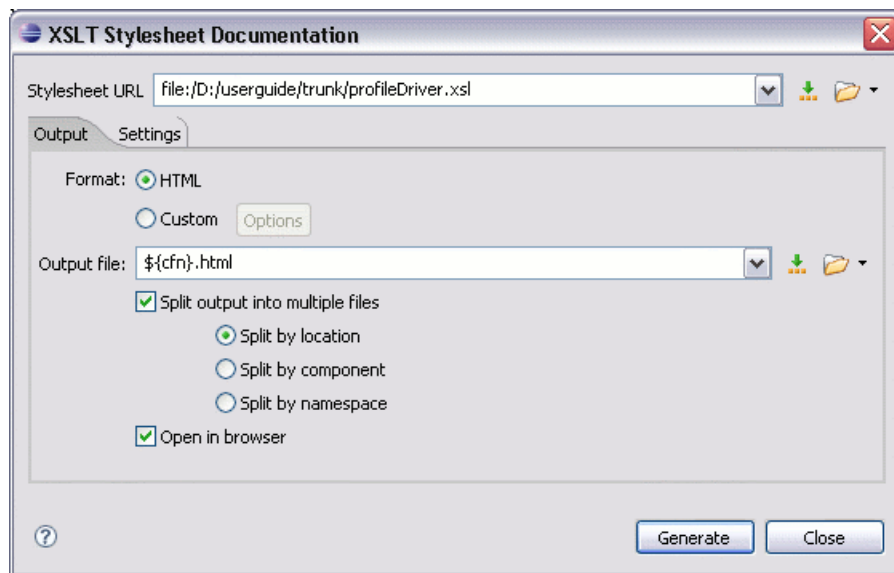 XSLT Stylesheet Documentation
Stylesheet URL file:/D:/userguide/trunk/profileDriver.xsl
Output Settings
Format: HTML
Custom Options
Output file: ${cfn}.html
Split output into multiple files
Split by location
Split by component
Split by namespace
Open in browser
? Generate Close